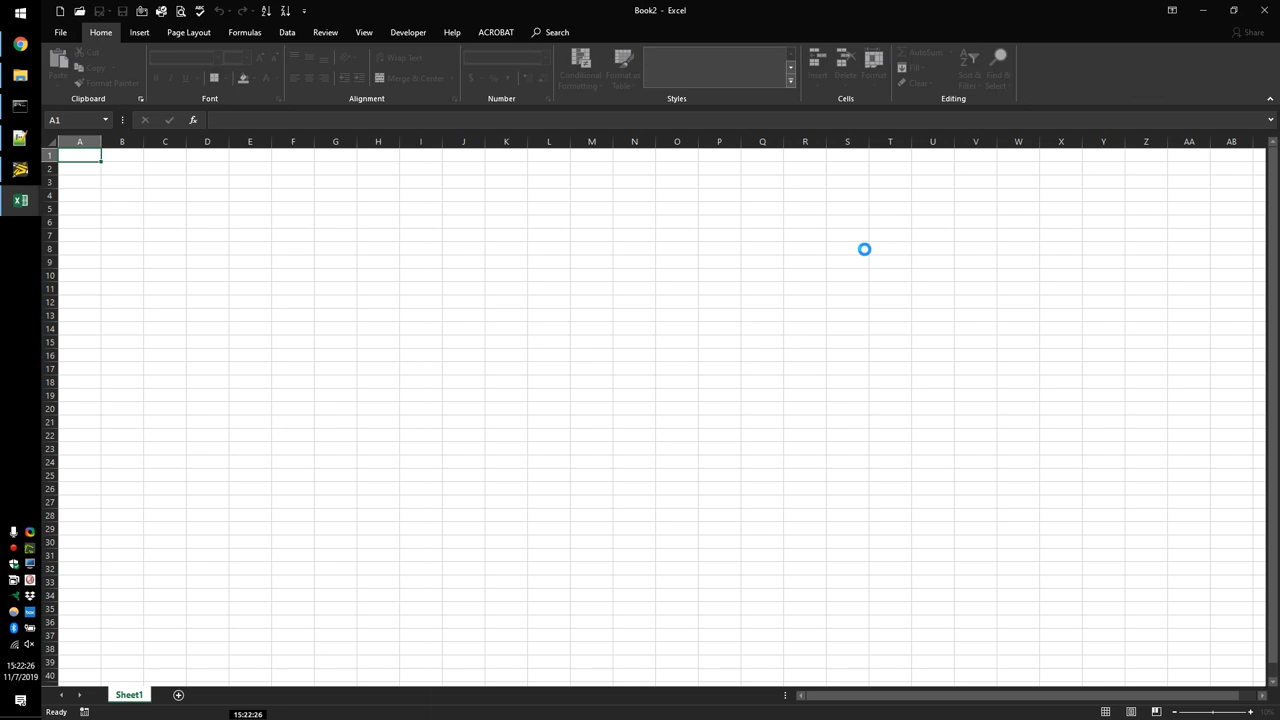 Book2 - Excel
File Home Insert Page Layout Formulas Data Review View Developer Help ACROBAT Search Share
Paste Cut Copy Format Painter
Wrap Text
Merge & Center
Conditional Formatting
Format as Table
Insert Delete Format
AutoSum Fill Clear
Sort & Filter
Find & Select
Clipboard Font Alignment Number Styles Cells Editing
A1 fx
A B C D E F G H I J K L M N O P Q R S T U V W X Y Z AA AB
1
2
3
4
5
6
7
8
9
10
11
12
13
14
15
16
17
18
19
20
21
22
23
24
25
26
27
28
29
30
31
32
33
34
35
36
37
38
39
40
15:22:26
11/7/2019
Sheet1
Ready
15:22:26
10%